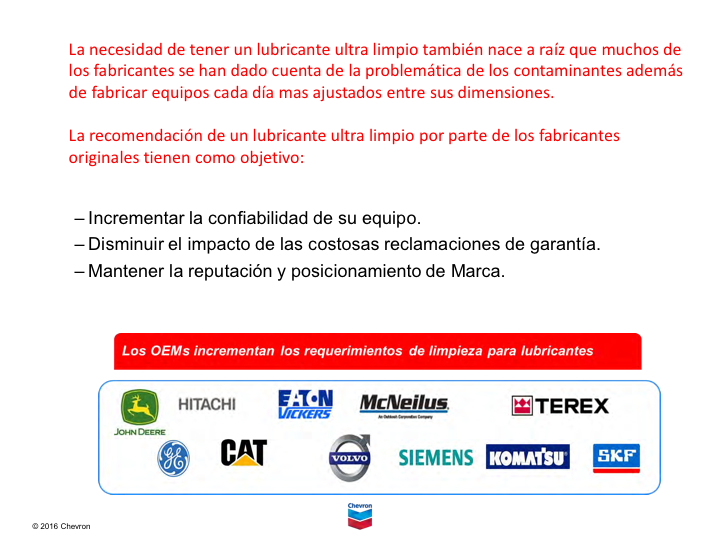 La necesidad de tener un lubricante ultra limpio también nace a raíz que muchos de
los fabricantes se han dado cuenta de la problemática de los contaminantes además
de fabricar equipos cada día mas ajustados entre sus dimensiones.
La recomendación de un lubricante ultra limpio por parte de los fabricantes
originales tienen como objetivo:
– Incrementar la confiabilidad de su equipo.
– Disminuir el impacto de las costosas reclamaciones de garantía.
– Mantener la reputación y posicionamiento de Marca.
Los OEMs incrementan los requerimientos de limpieza para lubricantes
JOHN DEERE
HITACHI
EATON
VICKERS
McNeilus
An Oshkosh Corporation Company
TEREX
GE
CAT
VOLVO
SIEMENS
KOMATSU
SKF
Chevron
© 2016 Chevron